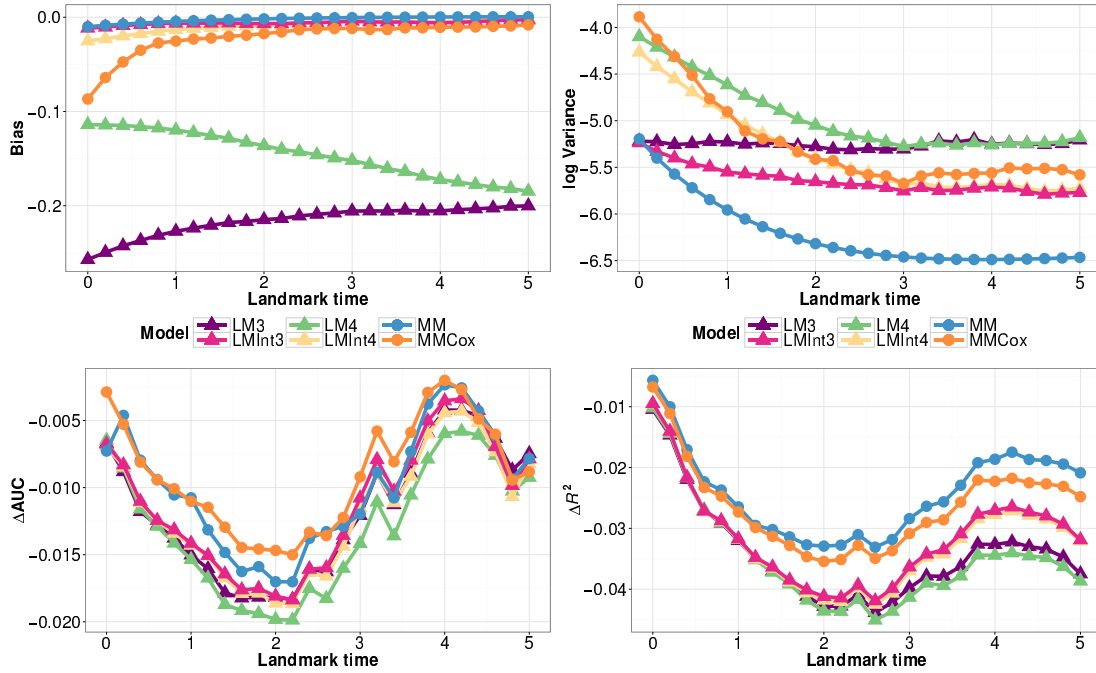 0.0
−0.1
−0.2
Bias
0 1 2 3 4 5
Landmark time
−4.0
−4.5
−5.0
−5.5
−6.0
−6.5
log Variance
0 1 2 3 4 5
Landmark time
Model LM3 LM4 MM
LMInt3 LMInt4 MMCox
Model LM3 LM4 MM
LMInt3 LMInt4 MMCox
−0.005
−0.010
−0.015
−0.020
ΔAUC
0 1 2 3 4 5
Landmark time
−0.01
−0.02
−0.03
−0.04
ΔR²
0 1 2 3 4 5
Landmark time